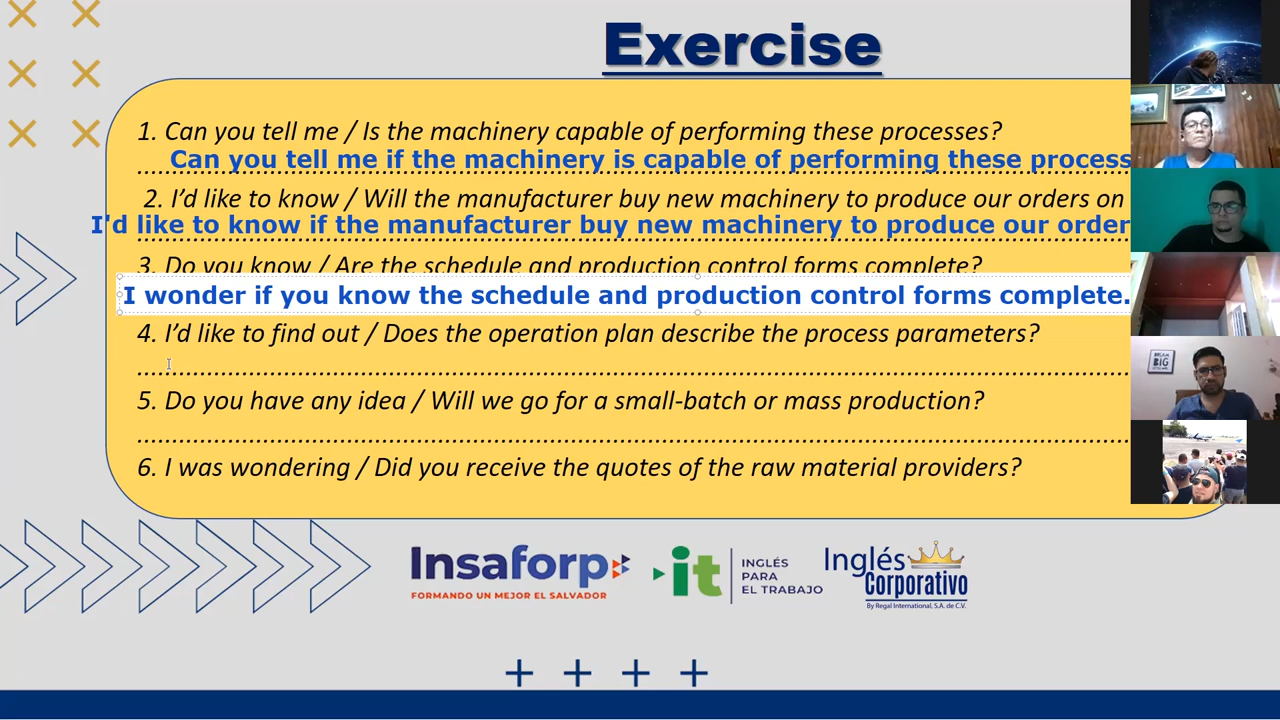 Exercise
1. Can you tell me / Is the machinery capable of performing these processes?
Can you tell me if the machinery is capable of performing these process
2. I’d like to know / Will the manufacturer buy new machinery to produce our orders on
I'd like to know if the manufacturer buy new machinery to produce our order
3. Do you know / Are the schedule and production control forms complete?
I wonder if you know the schedule and production control forms complete.
4. I’d like to find out / Does the operation plan describe the process parameters?
5. Do you have any idea / Will we go for a small-batch or mass production?
6. I was wondering / Did you receive the quotes of the raw material providers?
Insaforp
FORMANDO UN MEJOR EL SALVADOR
it
INGLÉS
PARA
EL TRABAJO
Inglés
Corporativo
By Regal International, S.A. de C.V.